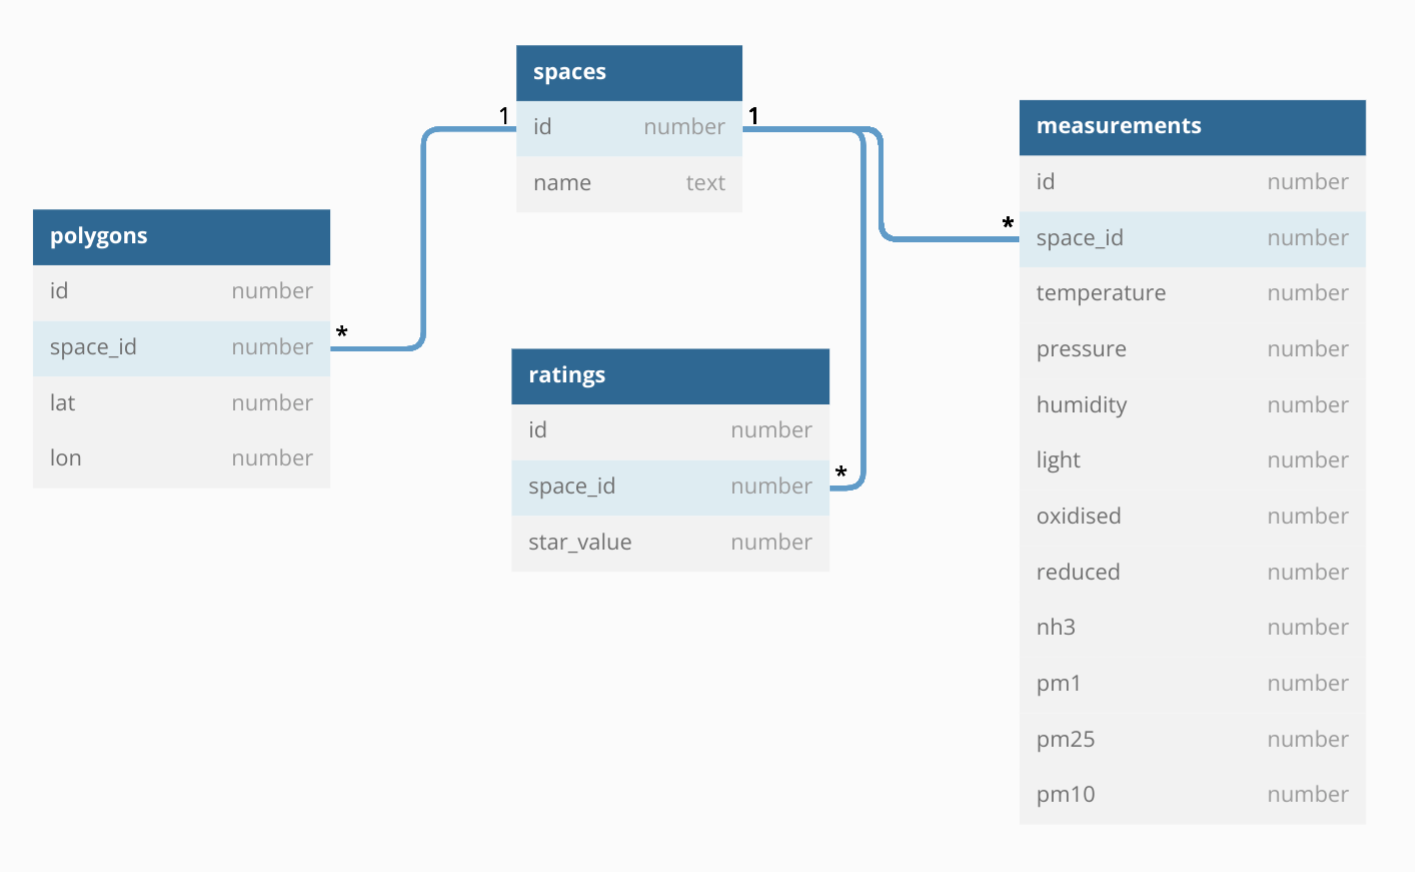 spaces
1
id number
1
name text
polygons
id number
space_id number
*
lat number
lon number
ratings
id number
space_id number
*
star_value number
measurements
id number
*
space_id number
temperature number
pressure number
humidity number
light number
oxidised number
reduced number
nh3 number
pm1 number
pm25 number
pm10 number